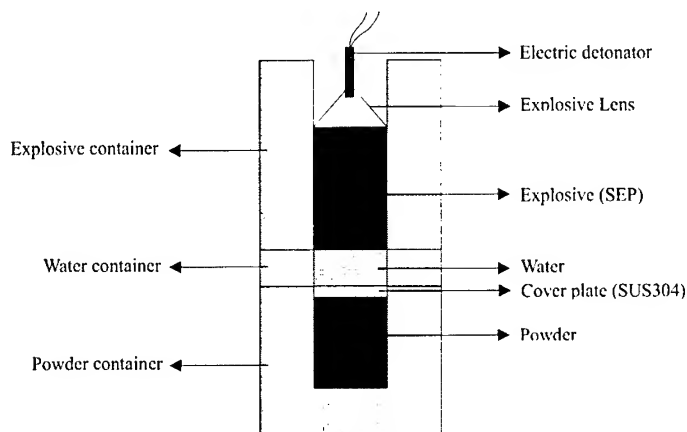 Electric detonator
Explosive Lens
Explosive container
Explosive (SEP)
Water container
Water
Cover plate (SUS304)
Powder
Powder container